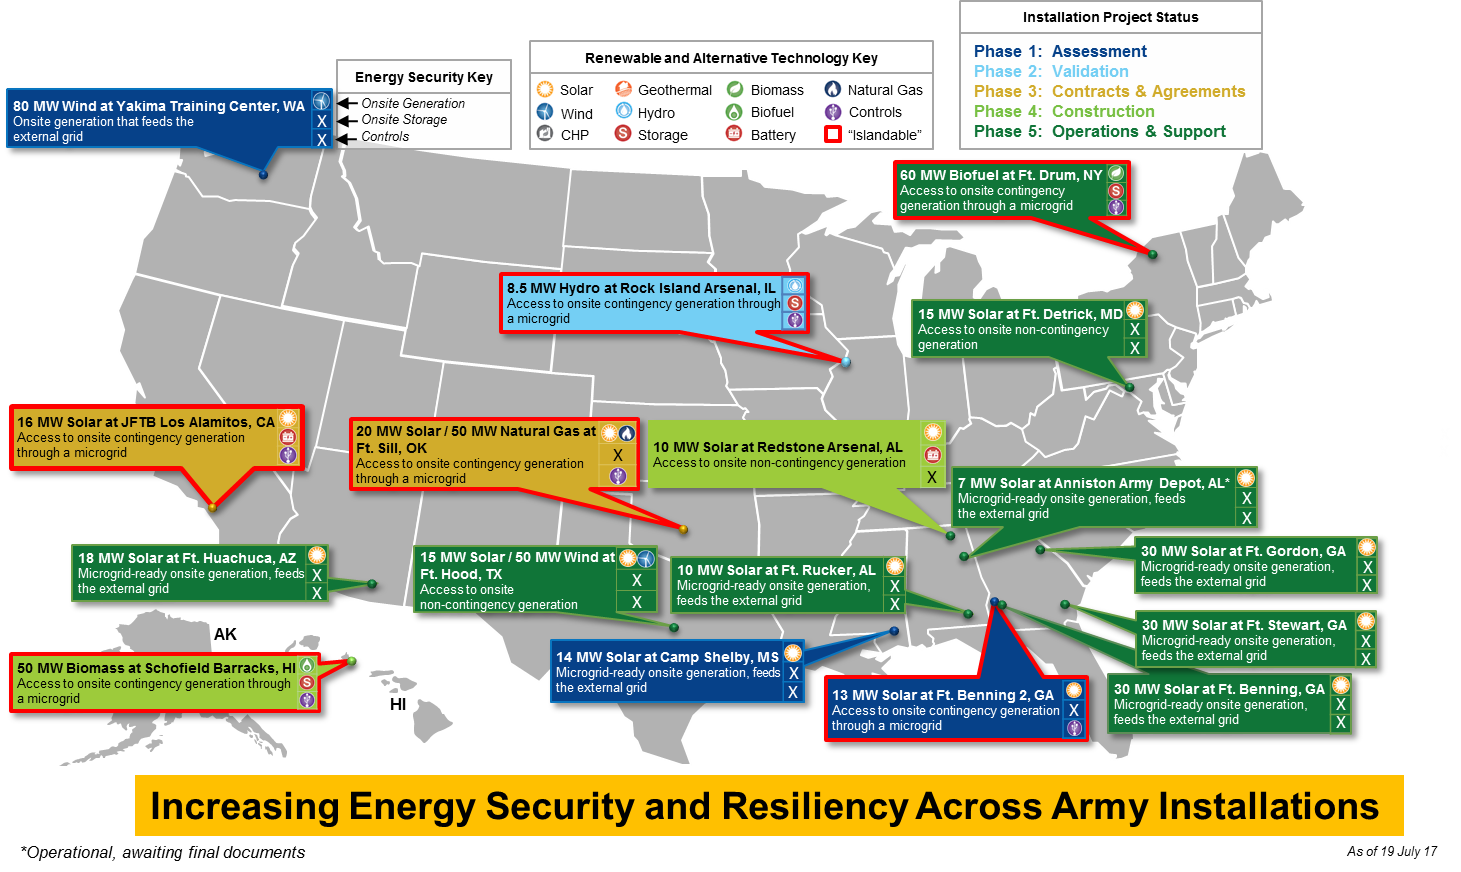 Installation Project Status
Phase 1: Assessment
Phase 2: Validation
Phase 3: Contracts & Agreements
Phase 4: Construction
Phase 5: Operations & Support
Renewable and Alternative Technology Key
Solar
Geothermal
Biomass
Natural Gas
Wind
Hydro
Biofuel
Controls
CHP
S
Storage
Battery
“Islandable”
Energy Security Key
Onsite Generation
Onsite Storage
Controls
80 MW Wind at Yakima Training Center, WA
Onsite generation that feeds the
external grid
X
X
60 MW Biofuel at Ft. Drum, NY
Access to onsite contingency
generation through a microgrid
S
8.5 MW Hydro at Rock Island Arsenal, IL
Access to onsite contingency generation through
a microgrid
S
15 MW Solar at Ft. Detrick, MD
Access to onsite non-contingency
generation
X
X
16 MW Solar at JFTB Los Alamitos, CA
Access to onsite contingency generation
through a microgrid
20 MW Solar / 50 MW Natural Gas at
Ft. Sill, OK
Access to onsite contingency generation
through a microgrid
X
10 MW Solar at Redstone Arsenal, AL
Access to onsite non-contingency generation
X
7 MW Solar at Anniston Army Depot, AL*
Microgrid-ready onsite generation, feeds
the external grid
X
X
18 MW Solar at Ft. Huachuca, AZ
Microgrid-ready onsite generation, feeds
the external grid
X
X
15 MW Solar / 50 MW Wind at
Ft. Hood, TX
Access to onsite
non-contingency generation
X
X
10 MW Solar at Ft. Rucker, AL
Microgrid-ready onsite generation,
feeds the external grid
X
X
30 MW Solar at Ft. Gordon, GA
Microgrid-ready onsite generation,
feeds the external grid
X
X
30 MW Solar at Ft. Stewart, GA
Microgrid-ready onsite generation,
feeds the external grid
X
X
14 MW Solar at Camp Shelby, MS
Microgrid-ready onsite generation, feeds
the external grid
X
X
13 MW Solar at Ft. Benning 2, GA
Access to onsite contingency generation
through a microgrid
X
30 MW Solar at Ft. Benning, GA
Microgrid-ready onsite generation,
feeds the external grid
X
X
AK
50 MW Biomass at Schofield Barracks, HI
Access to onsite contingency generation through
a microgrid
S
HI
Increasing Energy Security and Resiliency Across Army Installations
*Operational, awaiting final documents
As of 19 July 17